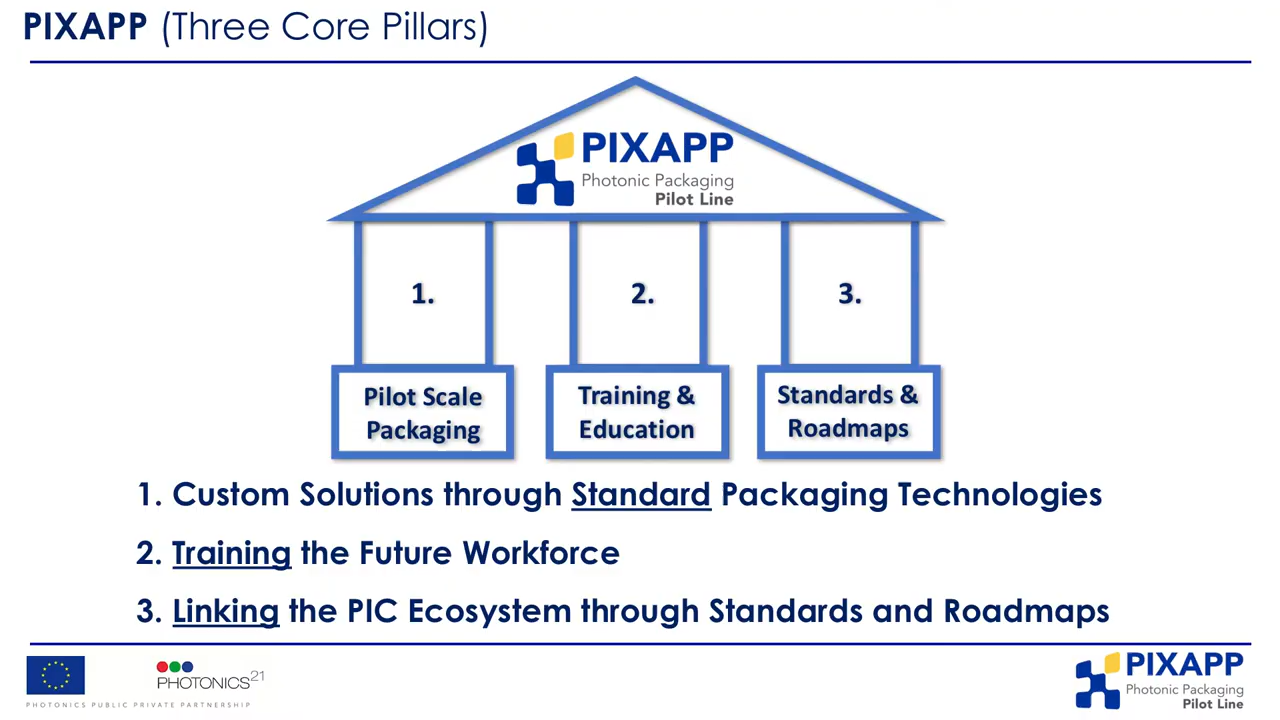 PIXAPP (Three Core Pillars)
PIXAPP
Photonic Packaging
Pilot Line
1.
2.
3.
Pilot Scale
Packaging
Training &
Education
Standards &
Roadmaps
1. Custom Solutions through Standard Packaging Technologies
2. Training the Future Workforce
3. Linking the PIC Ecosystem through Standards and Roadmaps
PHOTONICS21
PHOTONICS PUBLIC PRIVATE PARTNERSHIP
PIXAPP
Photonic Packaging
Pilot Line